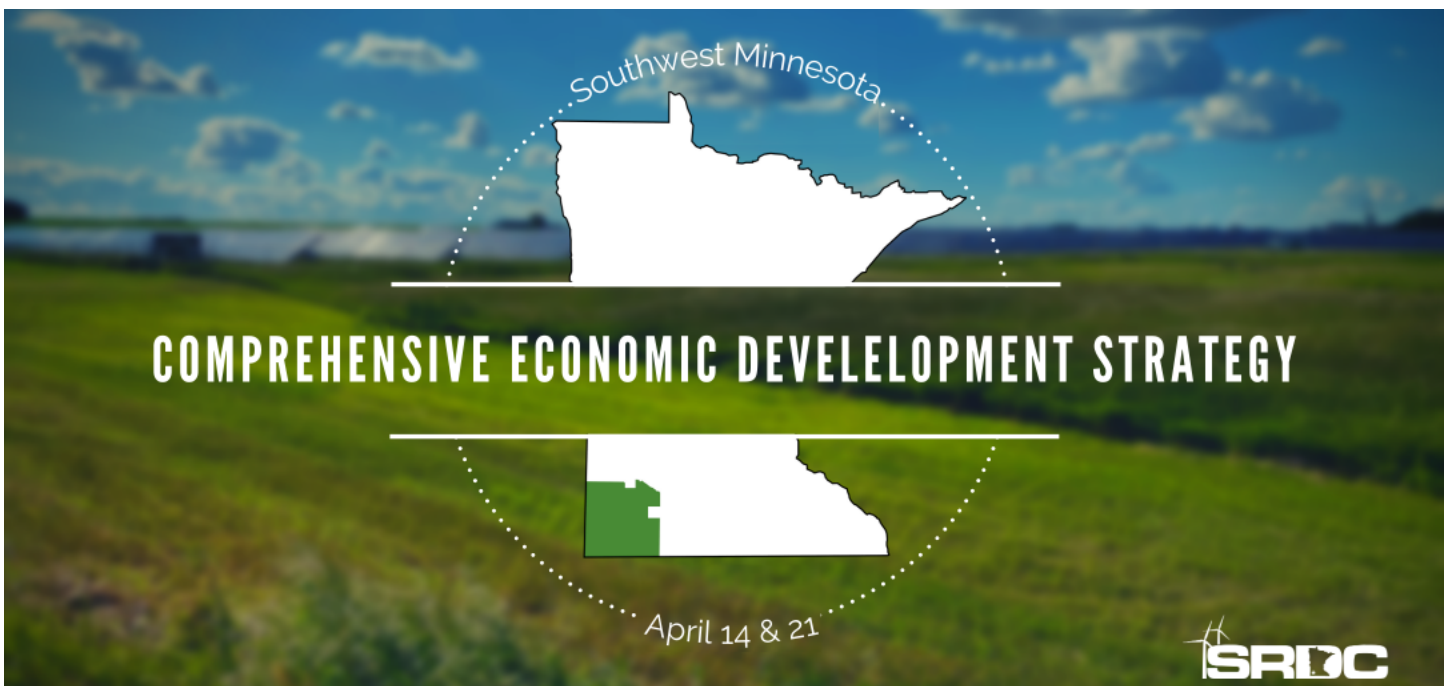 Southwest Minnesota
COMPREHENSIVE ECONOMIC DEVELELOPMENT STRATEGY
April 14 & 21
SRDC